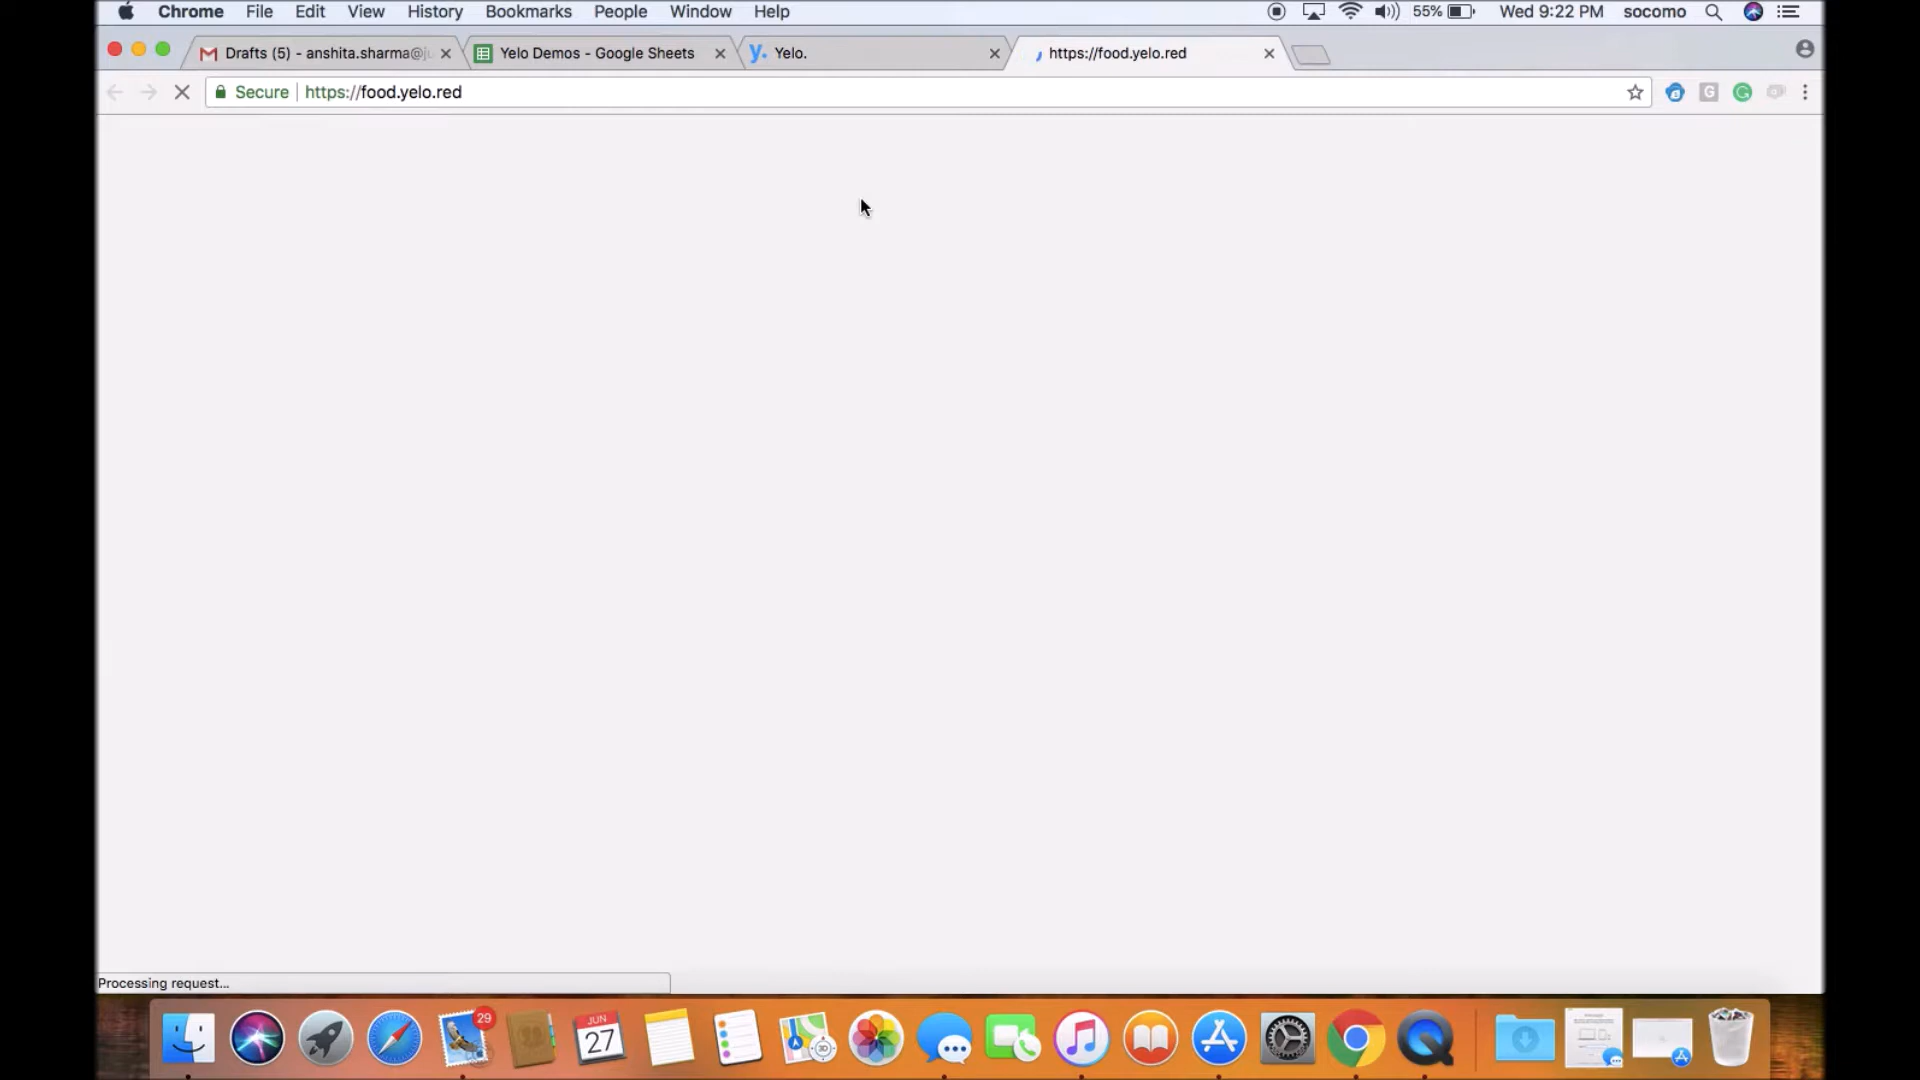 Chrome File Edit View History Bookmarks People Window Help 55% Wed 9:22 PM socomo
Drafts (5) - anshita.sharma@ju Yelo Demos - Google Sheets y. Yelo. https://food.yelo.red
Secure https://food.yelo.red
Processing request...
29
JUN
27